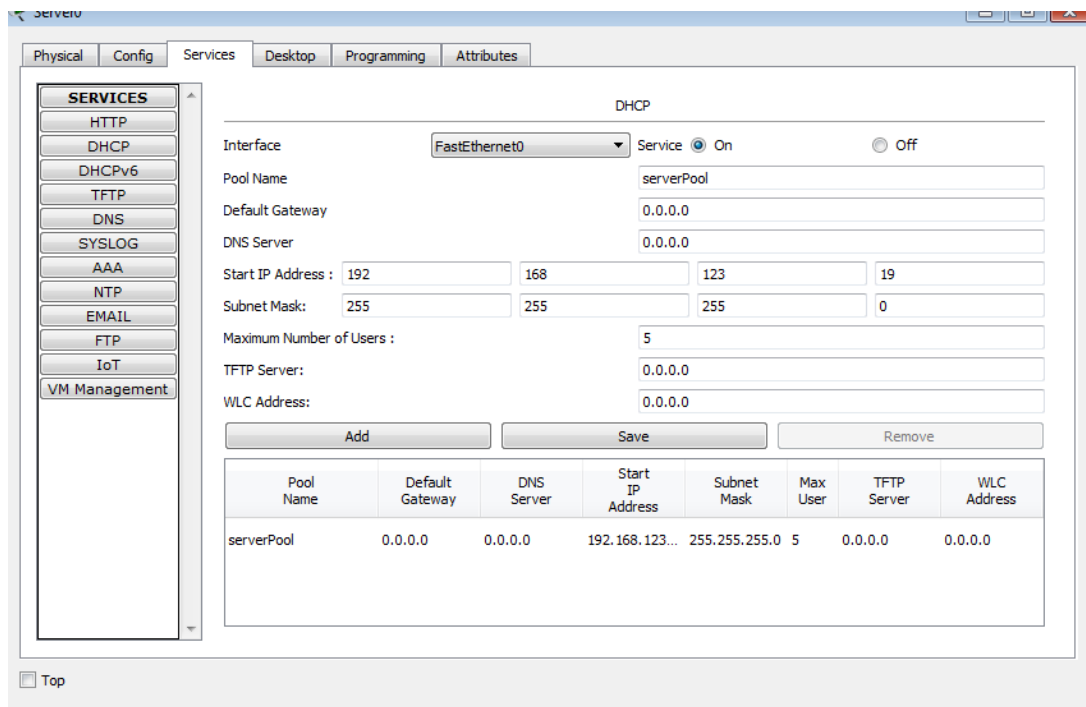 Server0
Physical Config Services Desktop Programming Attributes
SERVICES
HTTP
DHCP
DHCPv6
TFTP
DNS
SYSLOG
AAA
NTP
EMAIL
FTP
IoT
VM Management
DHCP
Interface FastEthernet0 Service On Off
Pool Name serverPool
Default Gateway 0.0.0.0
DNS Server 0.0.0.0
Start IP Address : 192 168 123 19
Subnet Mask: 255 255 255 0
Maximum Number of Users : 5
TFTP Server: 0.0.0.0
WLC Address: 0.0.0.0
Add Save Remove
Pool Name Default Gateway DNS Server Start IP Address Subnet Mask Max User TFTP Server WLC Address
serverPool 0.0.0.0 0.0.0.0 192.168.123... 255.255.255.0 5 0.0.0.0 0.0.0.0
Top